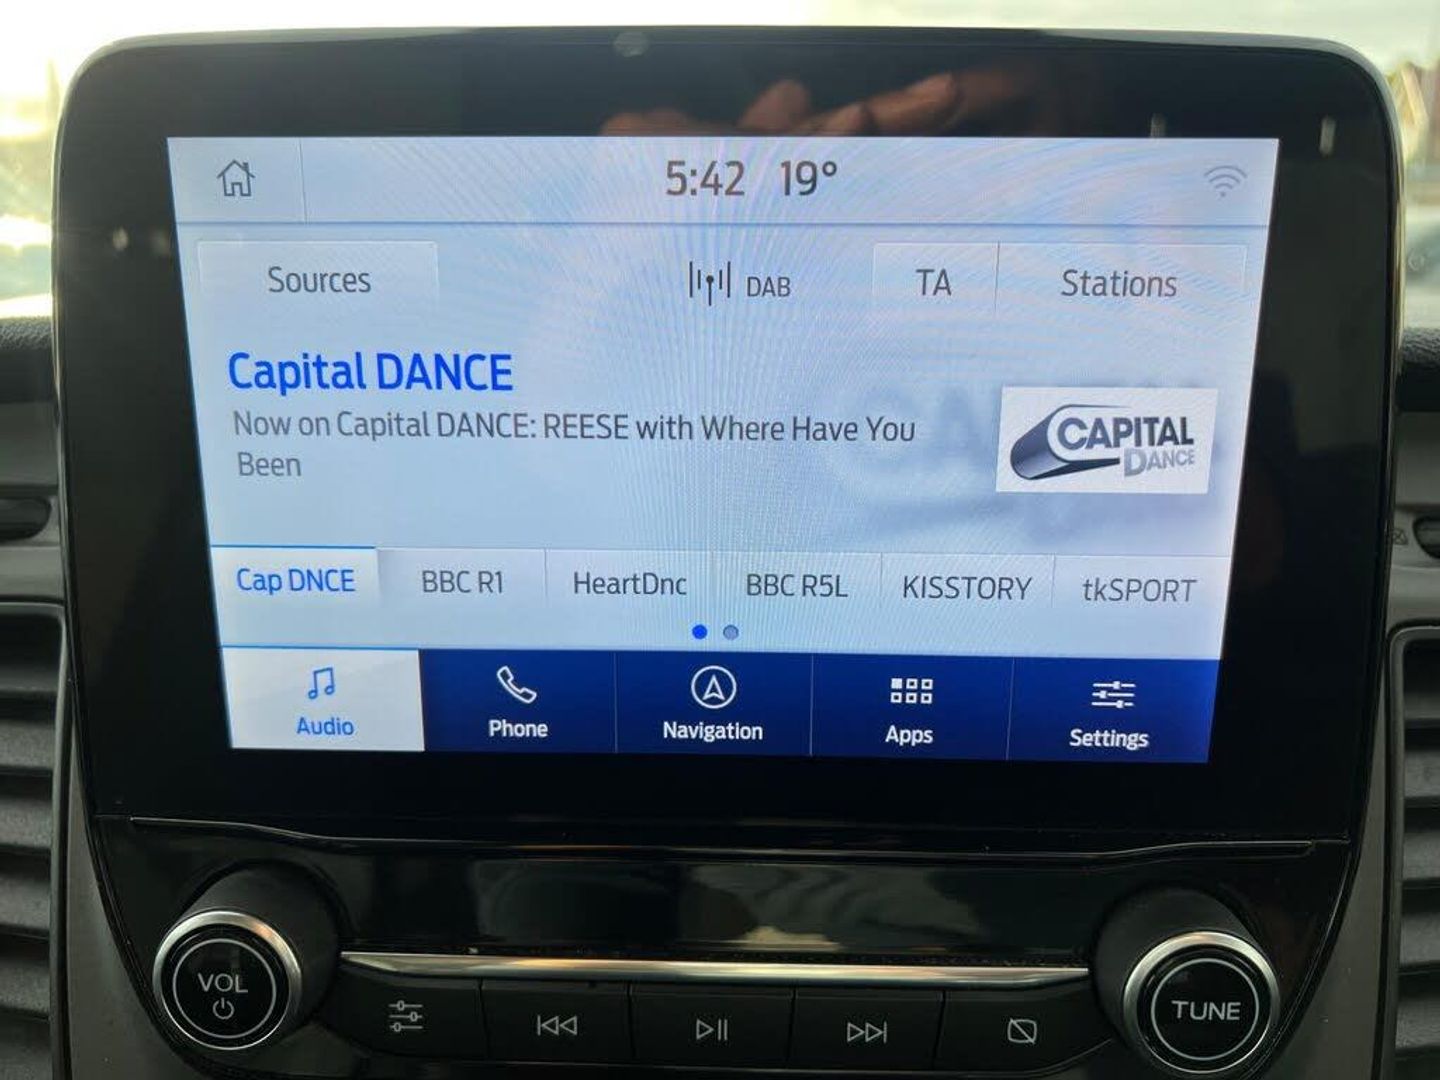 5:42 19°
Sources DAB TA Stations
Capital DANCE
Now on Capital DANCE: REESE with Where Have You
Been
CAPITAL
DANCE
Cap DNCE BBC R1 HeartDnc BBC R5L KISSTORY tkSPORT
Audio Phone Navigation Apps Settings
VOL TUNE